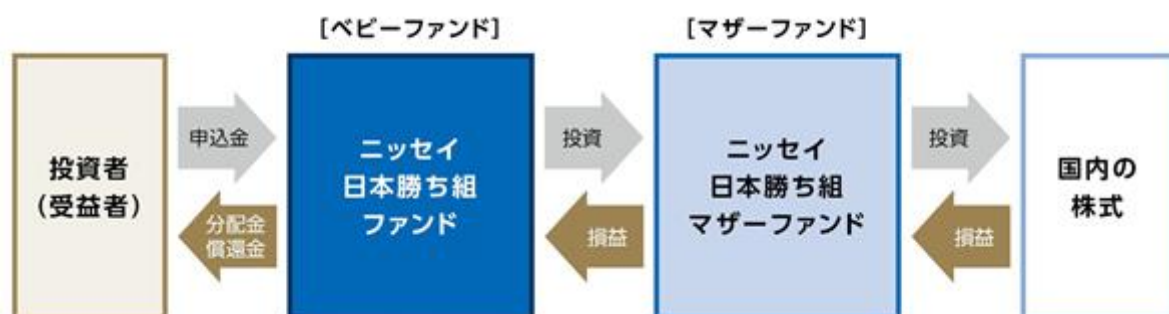 [ベビーファンド]
[マザーファンド]
投資者
(受益者)
申込金
分配金
償還金
ニッセイ
日本勝ち組
ファンド
投資
損益
ニッセイ
日本勝ち組
マザーファンド
投資
損益
国内の
株式